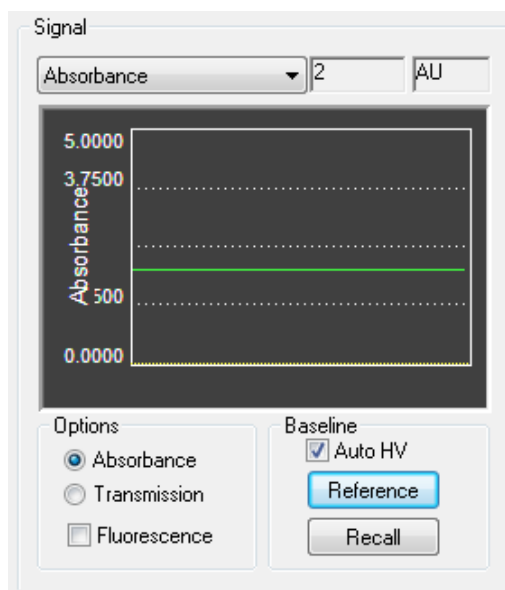 Signal
Absorbance 2 AU
5.0000
3.7500
Absorbance
500
0.0000
Options
Absorbance
Transmission
Fluorescence
Baseline
Auto HV
Reference
Recall